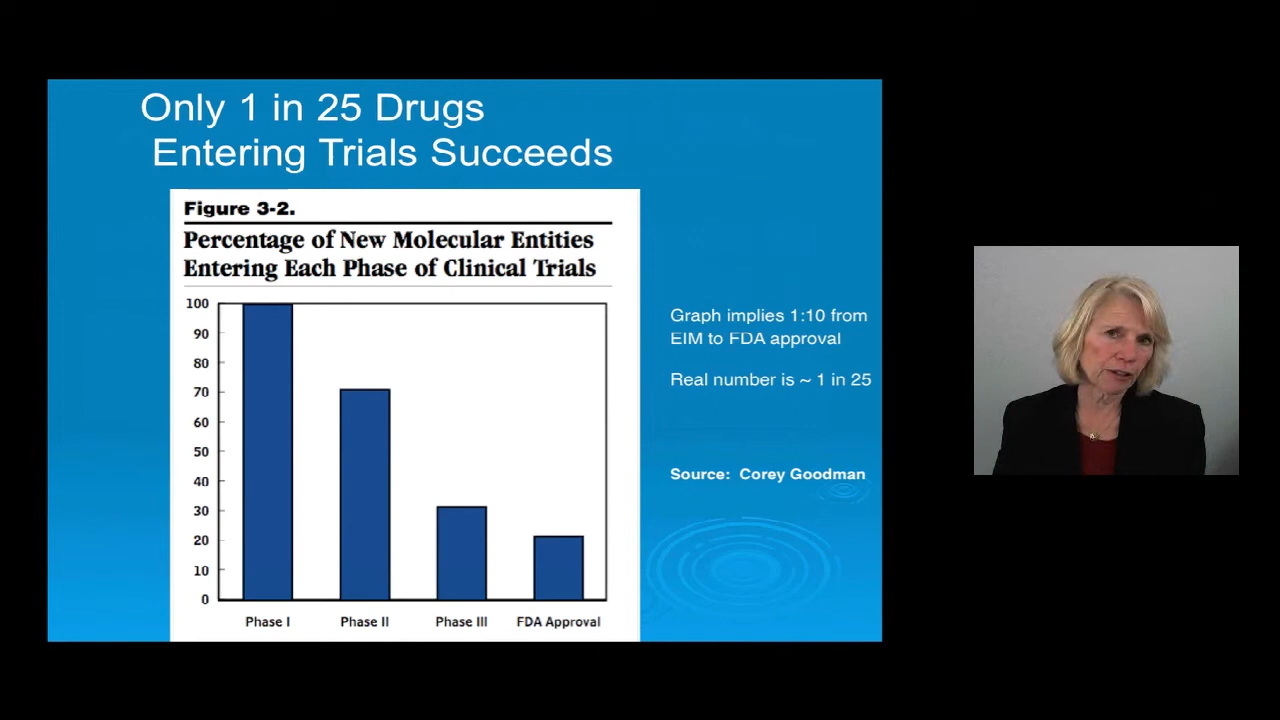 Only 1 in 25 Drugs
Entering Trials Succeeds
Figure 3-2.
Percentage of New Molecular Entities
Entering Each Phase of Clinical Trials
100
90
80
70
60
50
40
30
20
10
0
Phase I
Phase II
Phase III
FDA Approval
Graph implies 1:10 from
EIM to FDA approval
Real number is ~ 1 in 25
Source: Corey Goodman